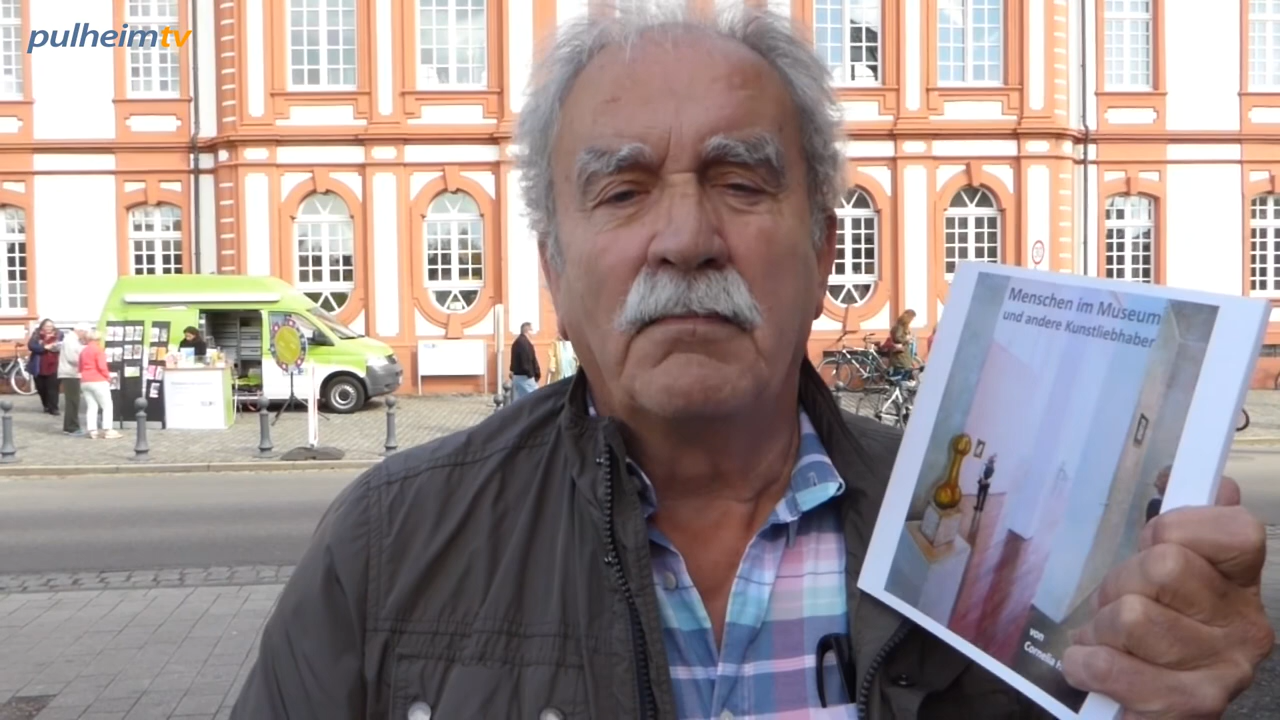 pulheimtv
Menschen im Museum
und andere Kunstliebhaber
von
Cornelia